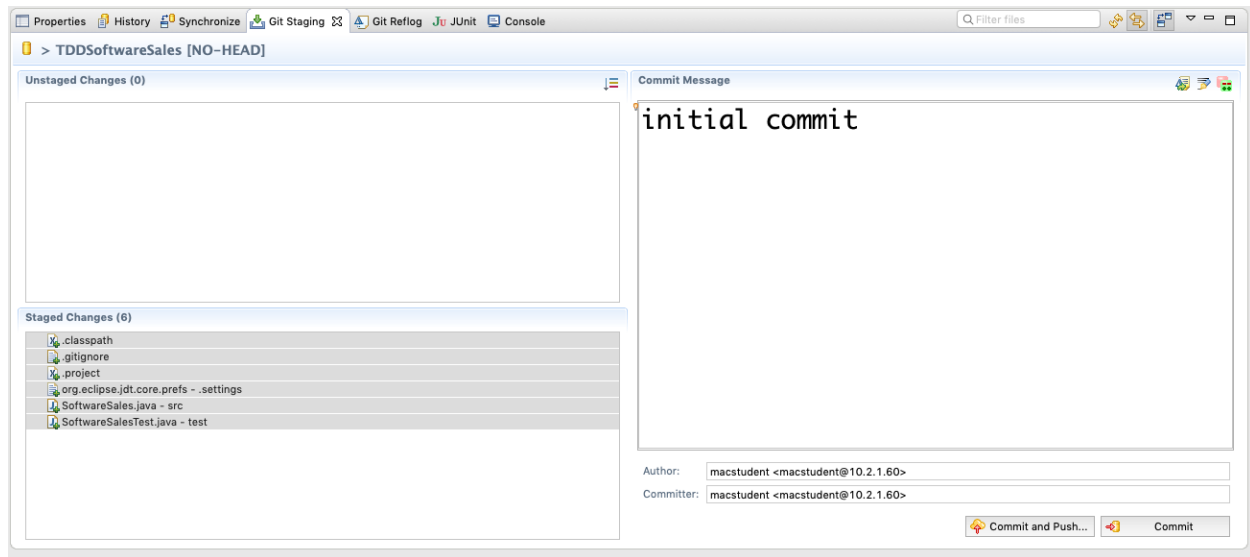 Properties History Synchronize Git Staging Git Reflog Ju JUnit Console Filter files
> TDDSoftwareSales [NO-HEAD]
Unstaged Changes (0)
Staged Changes (6)
.classpath
.gitignore
.project
org.eclipse.jdt.core.prefs - .settings
SoftwareSales.java - src
SoftwareSalesTest.java - test
Commit Message
initial commit
Author: macstudent <macstudent@10.2.1.60>
Committer: macstudent <macstudent@10.2.1.60>
Commit and Push... Commit